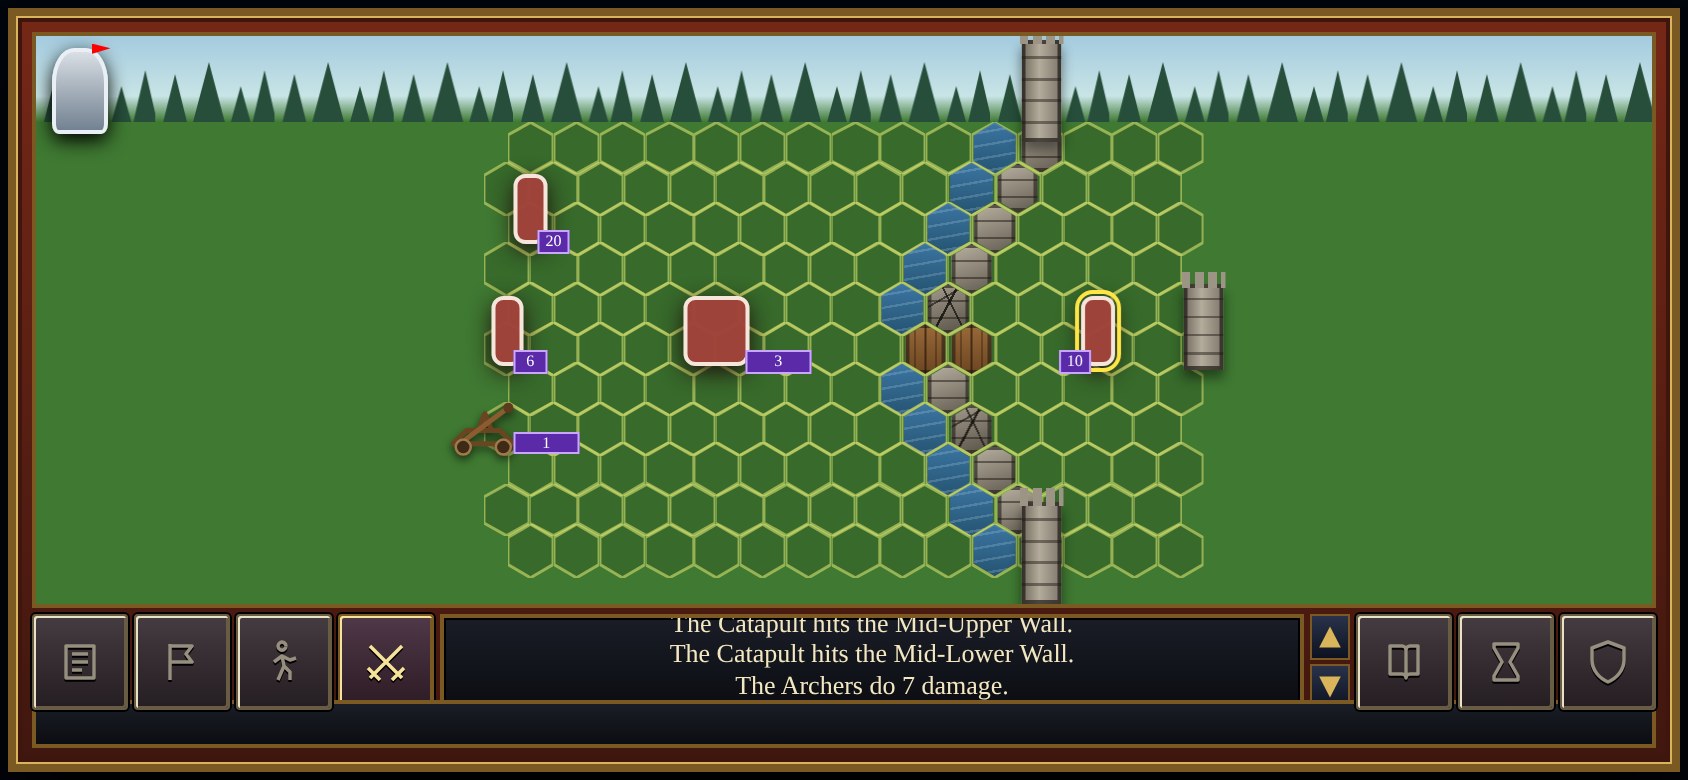 20
6
3
10
1
The Catapult hits the Mid-Upper Wall.
The Catapult hits the Mid-Lower Wall.
The Archers do 7 damage.